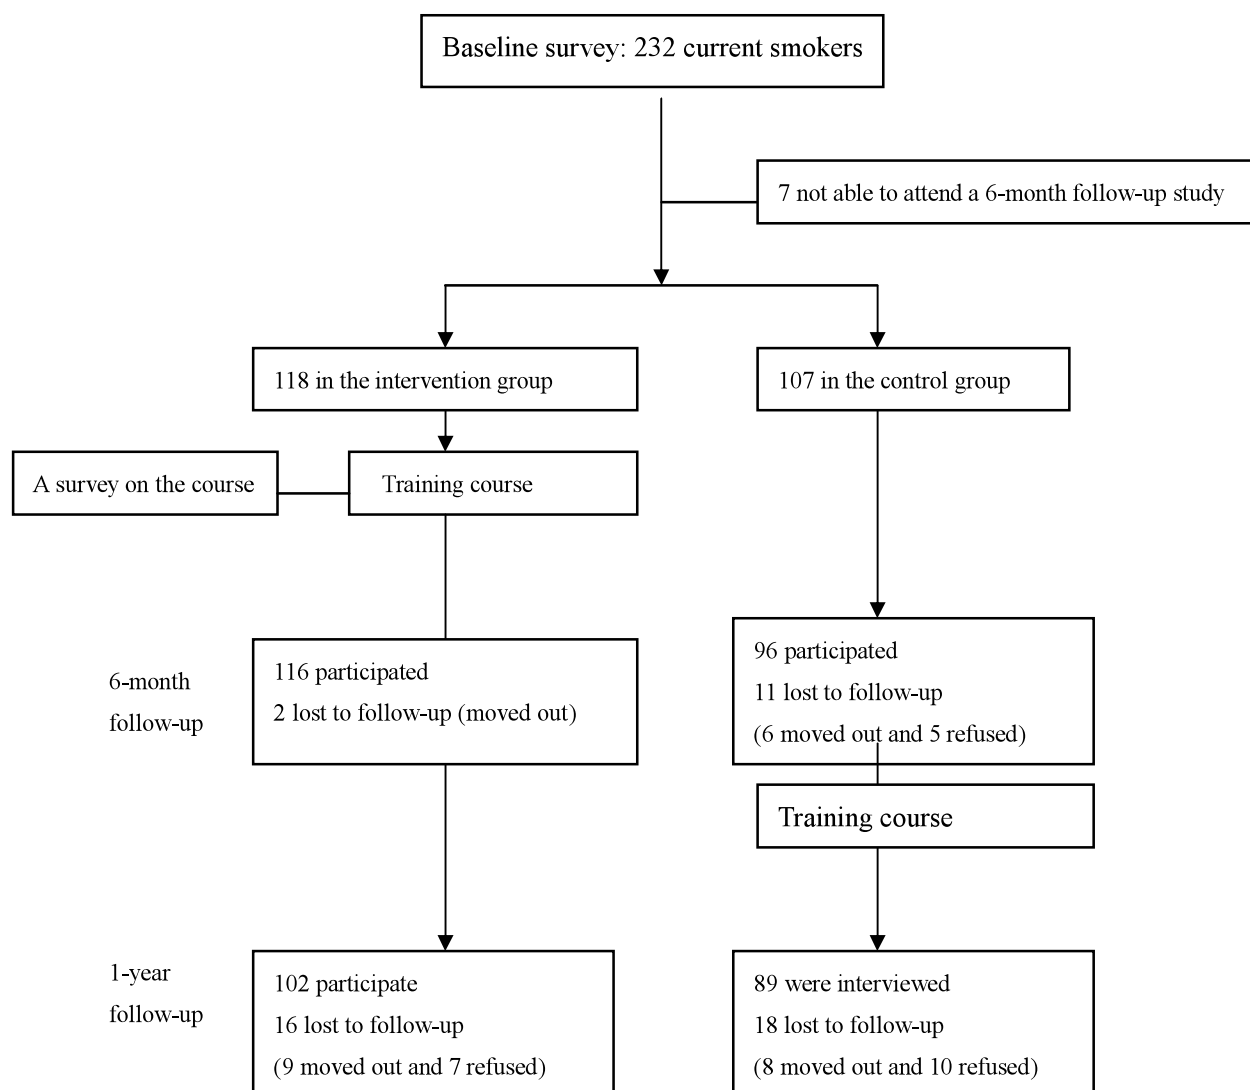 Baseline survey: 232 current smokers
7 not able to attend a 6-month follow-up study
118 in the intervention group
107 in the control group
A survey on the course
Training course
6-month
follow-up
116 participated
2 lost to follow-up (moved out)
96 participated
11 lost to follow-up
(6 moved out and 5 refused)
Training course
1-year
follow-up
102 participate
16 lost to follow-up
(9 moved out and 7 refused)
89 were interviewed
18 lost to follow-up
(8 moved out and 10 refused)